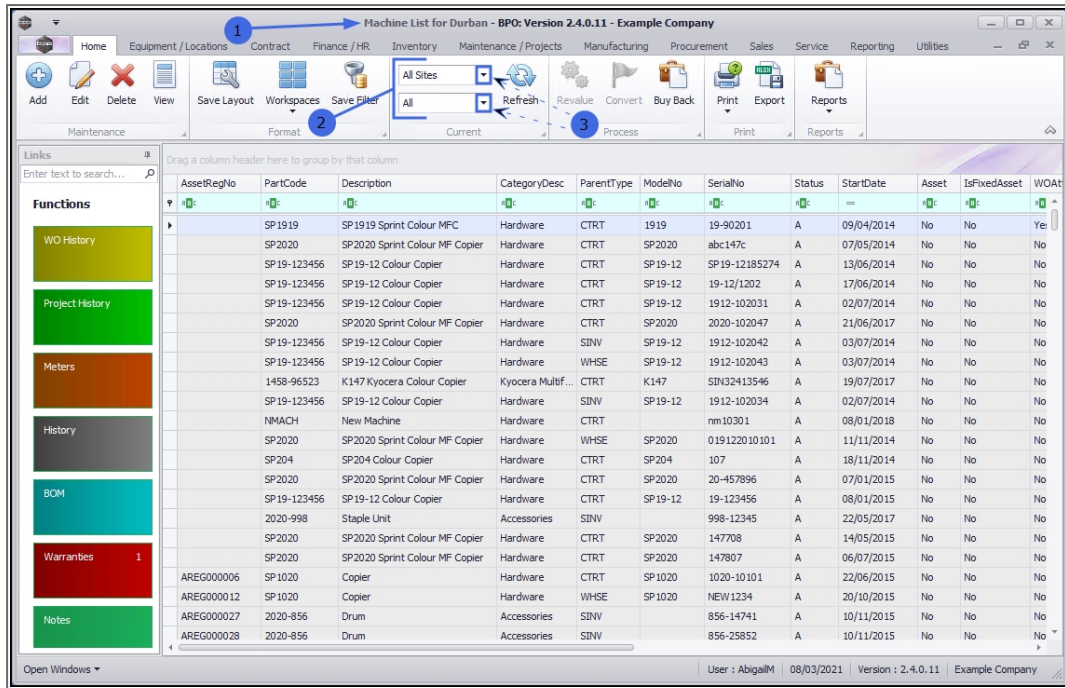 Machine List for Durban - BPO: Version 2.4.0.11 - Example Company
1
Home Equipment / Locations Contract Finance / HR Inventory Maintenance / Projects Manufacturing Procurement Sales Service Reporting Utilities
Add Edit Delete View Save Layout Workspaces Save Filter All Sites Refresh Revalue Convert Buy Back Print Export Reports
All
2 3
Maintenance Format Current Process Print Reports
Links
Drag a column header here to group by that column
Enter text to search...
AssetRegNo PartCode Description CategoryDesc ParentType ModelNo SerialNo Status StartDate Asset IsFixedAsset WOAt
Functions
SP1919 SP1919 Sprint Colour MFC Hardware CTRT 1919 19-90201 A 09/04/2014 No No Yes
WO History
SP2020 SP2020 Sprint Colour MF Copier Hardware CTRT SP2020 abc147c A 07/05/2014 No No No
SP19-123456 SP19-12 Colour Copier Hardware CTRT SP19-12 SP19-12185274 A 13/06/2014 No No No
SP19-123456 SP19-12 Colour Copier Hardware CTRT SP19-12 19-12/1202 A 17/06/2014 No No No
Project History
SP19-123456 SP19-12 Colour Copier Hardware CTRT SP19-12 1912-102031 A 02/07/2014 No No No
SP2020 SP2020 Sprint Colour MF Copier Hardware CTRT SP2020 2020-102047 A 21/06/2017 No No No
SP19-123456 SP19-12 Colour Copier Hardware SINV SP19-12 1912-102042 A 03/07/2014 No No No
SP19-123456 SP19-12 Colour Copier Hardware WHSE SP19-12 1912-102043 A 03/07/2014 No No No
Meters
1458-96523 K147 Kyocera Colour Copier Kyocera Multif... CTRT K147 SIN32413546 A 19/07/2017 No No No
SP19-123456 SP19-12 Colour Copier Hardware SINV SP19-12 1912-102034 A 02/07/2014 No No No
NMACH New Machine Hardware CTRT nm10301 A 08/01/2018 No No No
History
SP2020 SP2020 Sprint Colour MF Copier Hardware WHSE SP2020 019122010101 A 11/11/2014 No No No
SP204 SP204 Colour Copier Hardware CTRT SP204 107 A 18/11/2014 No No No
SP2020 SP2020 Sprint Colour MF Copier Hardware CTRT SP2020 20-457896 A 07/01/2015 No No No
BOM
SP19-123456 SP19-12 Colour Copier Hardware CTRT SP19-12 19-123456 A 08/01/2015 No No No
2020-998 Staple Unit Accessories SINV 998-12345 A 22/05/2017 No No No
SP2020 SP2020 Sprint Colour MF Copier Hardware CTRT SP2020 147708 A 14/05/2015 No No No
Warranties 1
SP2020 SP2020 Sprint Colour MF Copier Hardware CTRT SP2020 147807 A 06/07/2015 No No No
AREG000006 SP1020 Copier Hardware CTRT SP1020 1020-10101 A 22/06/2015 No No No
AREG000012 SP1020 Copier Hardware WHSE SP1020 NEW1234 A 20/10/2015 No No No
Notes
AREG000027 2020-856 Drum Accessories SINV 856-14741 A 10/11/2015 No No No
AREG000028 2020-856 Drum Accessories SINV 856-25852 A 10/11/2015 No No No
Open Windows User : AbigailM 08/03/2021 Version : 2.4.0.11 Example Company